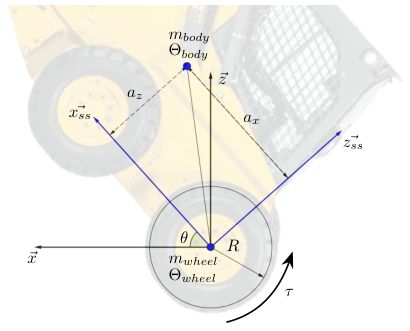 m_body
Θ_body
z⃗
a_z
a_x
x⃗_ss
z⃗_ss
θ
R
x⃗
m_wheel
Θ_wheel
τ